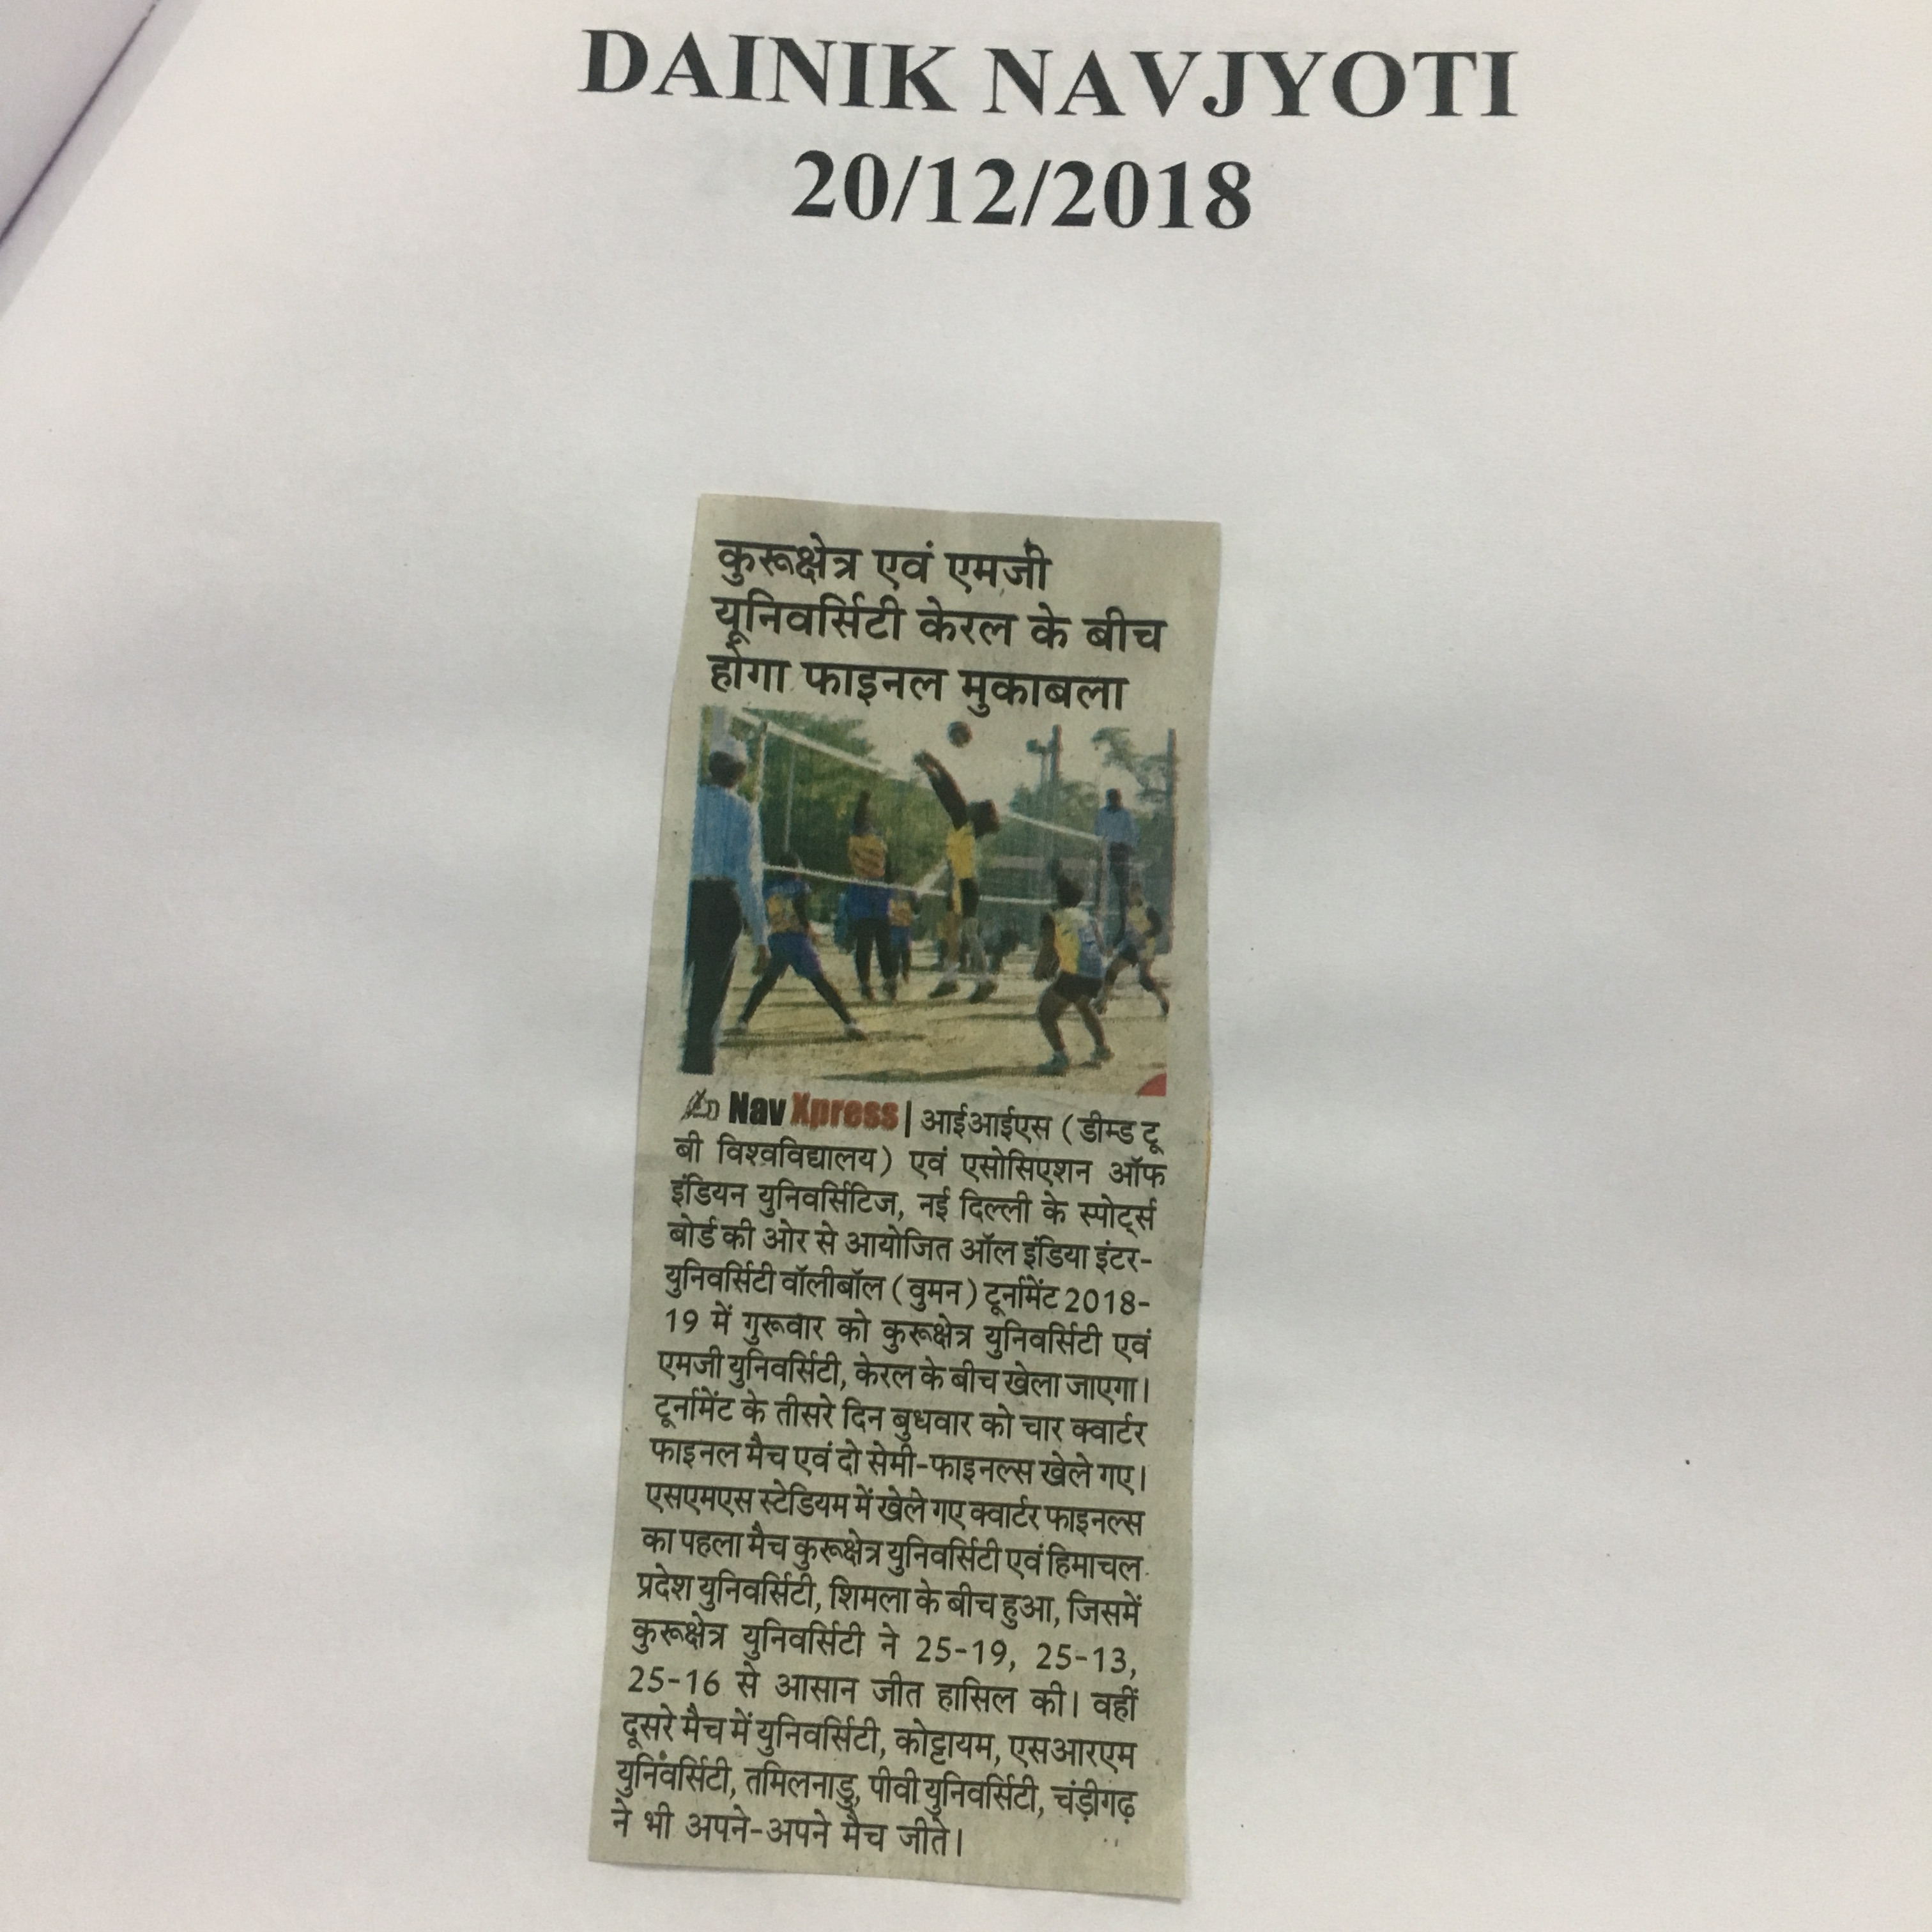 DAINIK NAVJYOTI
20/12/2018
कुरूक्षेत्र एवं एमजी
यूनिवर्सिटी केरल के बीच
होगा फाइनल मुकाबला
Nav Xpress | आईआईएस (डीम्ड टू
बी विश्वविद्यालय) एवं एसोसिएशन ऑफ
इंडियन युनिवर्सिटिज, नई दिल्ली के स्पोर्ट्स
बोर्ड की ओर से आयोजित ऑल इंडिया इंटर-
युनिवर्सिटी वॉलीबॉल (वुमन) टूर्नामेंट 2018-
19 में गुरूवार को कुरूक्षेत्र युनिवर्सिटी एवं
एमजी युनिवर्सिटी, केरल के बीच खेला जाएगा।
टूर्नामेंट के तीसरे दिन बुधवार को चार क्वार्टर
फाइनल मैच एवं दो सेमी-फाइनल्स खेले गए।
एसएमएस स्टेडियम में खेले गए क्वार्टर फाइनल्स
का पहला मैच कुरूक्षेत्र युनिवर्सिटी एवं हिमाचल
प्रदेश युनिवर्सिटी, शिमला के बीच हुआ, जिसमें
कुरूक्षेत्र युनिवर्सिटी ने 25-19, 25-13,
25-16 से आसान जीत हासिल की। वहीं
दूसरे मैच में युनिवर्सिटी, कोट्टायम, एसआरएम
युनिवर्सिटी, तमिलनाडु, पीवी युनिवर्सिटी, चंड़ीगढ़
ने भी अपने-अपने मैच जीते।